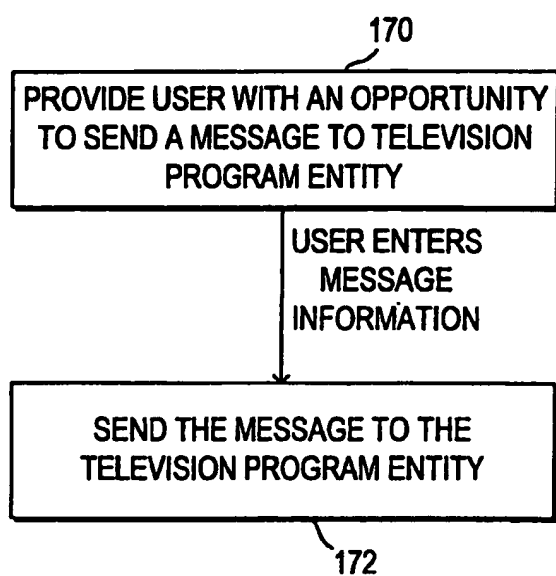 170
PROVIDE USER WITH AN OPPORTUNITY
TO SEND A MESSAGE TO TELEVISION
PROGRAM ENTITY
USER ENTERS
MESSAGE
INFORMATION
SEND THE MESSAGE TO THE
TELEVISION PROGRAM ENTITY
172